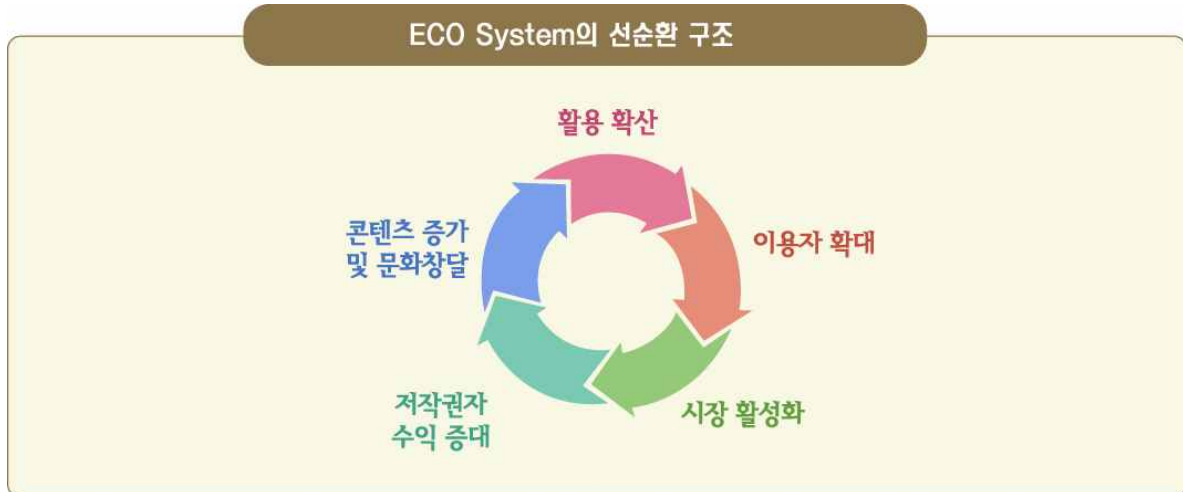 ECO System의 선순환 구조
활용 확산
이용자 확대
시장 활성화
저작권자
수익 증대
콘텐츠 증가
및 문화창달